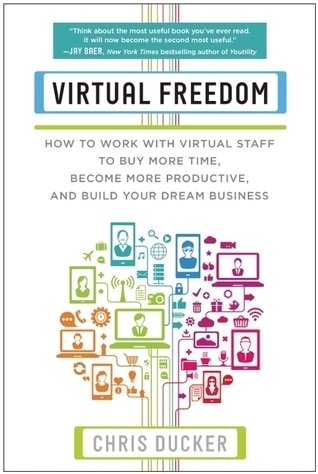 "Think about the most useful book you've ever read.
It will now become the second most useful."
—JAY BAER, New York Times bestselling author of Youtility
VIRTUAL FREEDOM
HOW TO WORK WITH VIRTUAL STAFF
TO BUY MORE TIME,
BECOME MORE PRODUCTIVE,
AND BUILD YOUR DREAM BUSINESS
CHRIS DUCKER